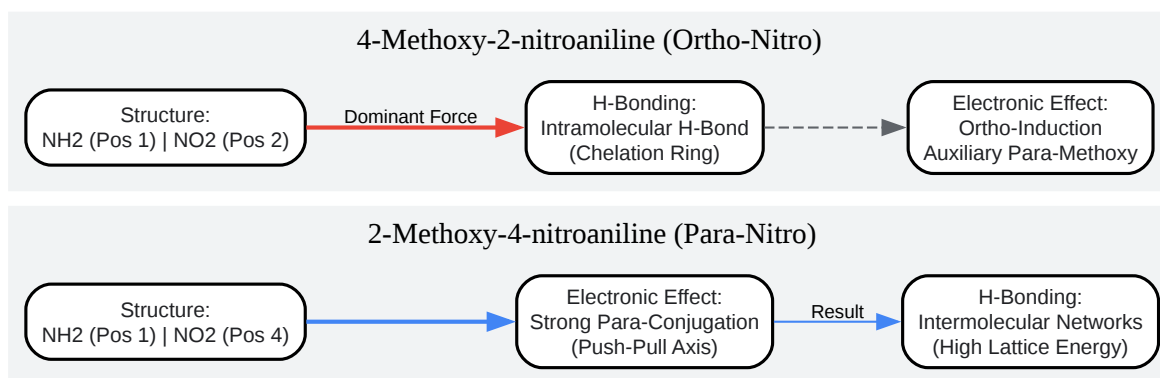 4-Methoxy-2-nitroaniline (Ortho-Nitro)
Structure:
NH2 (Pos 1) | NO2 (Pos 2)
Dominant Force
H-Bonding:
Intramolecular H-Bond
(Chelation Ring)
Electronic Effect:
Ortho-Induction
Auxiliary Para-Methoxy
2-Methoxy-4-nitroaniline (Para-Nitro)
Structure:
NH2 (Pos 1) | NO2 (Pos 4)
Electronic Effect:
Strong Para-Conjugation
(Push-Pull Axis)
Result
H-Bonding:
Intermolecular Networks
(High Lattice Energy)